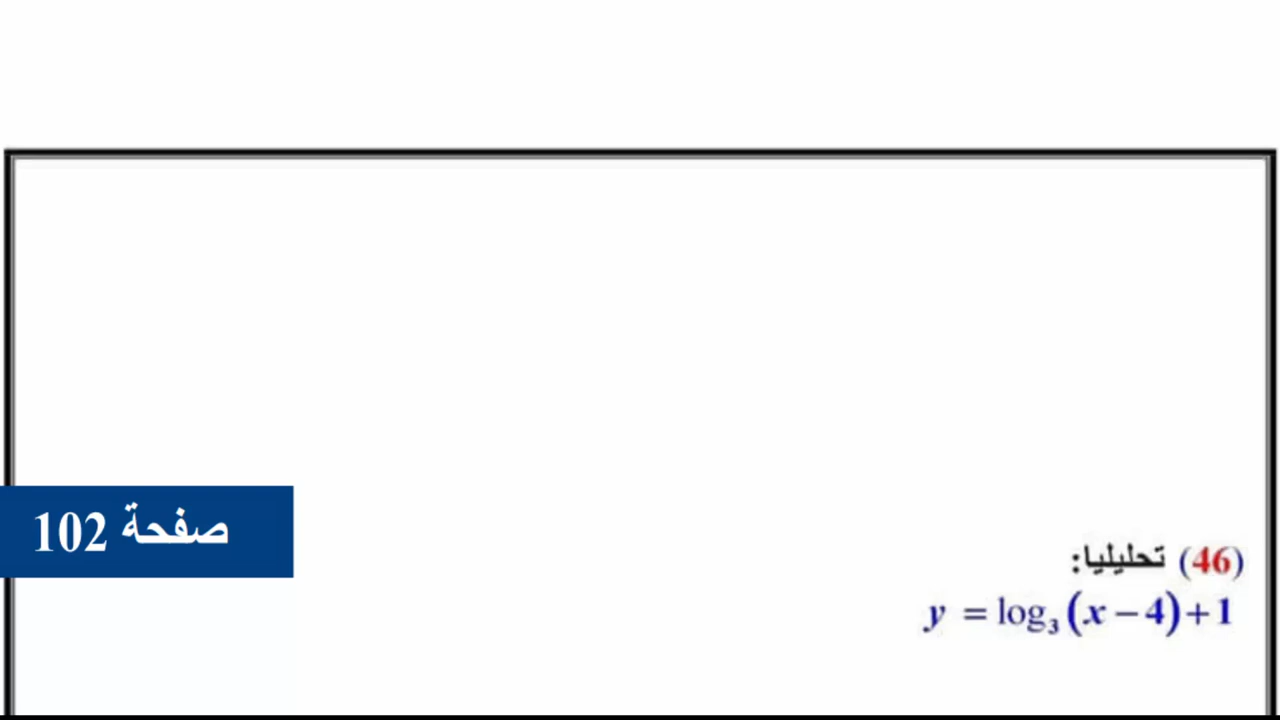 صفحة 102
(46) تحليليا:
y = log₃(x − 4) + 1